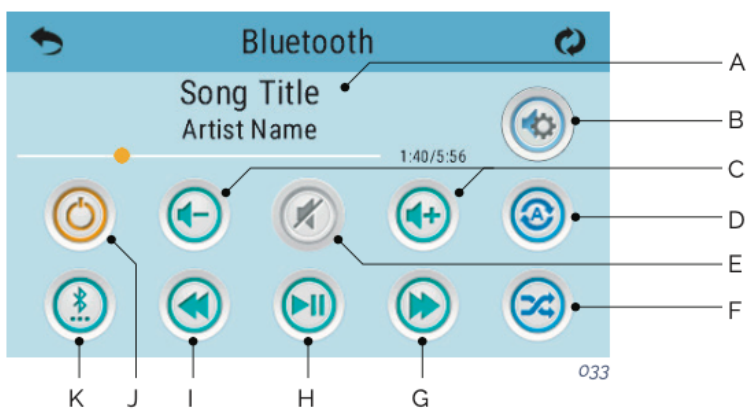 Bluetooth
A
Song Title
B
Artist Name
1:40/5:56
C
A
D
E
F
033
K J I H G